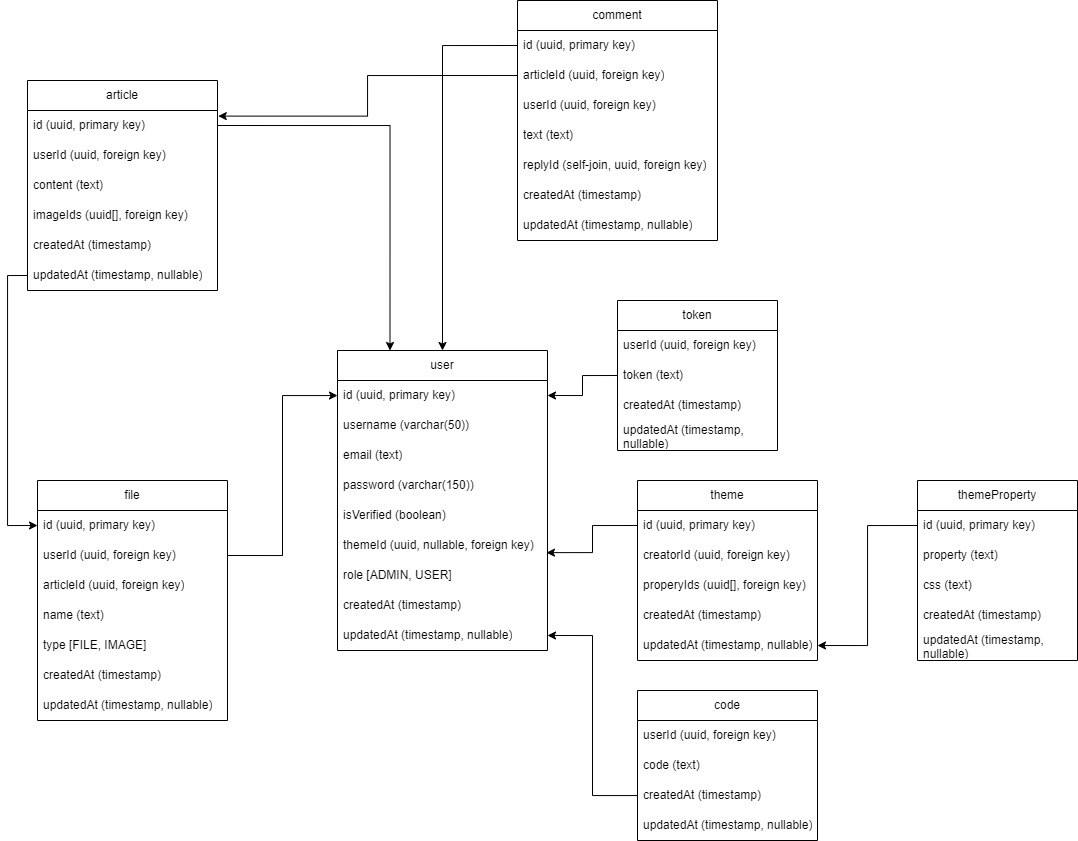 comment
id (uuid, primary key)
articleId (uuid, foreign key)
userId (uuid, foreign key)
text (text)
replyId (self-join, uuid, foreign key)
createdAt (timestamp)
updatedAt (timestamp, nullable)
article
id (uuid, primary key)
userId (uuid, foreign key)
content (text)
imageIds (uuid[], foreign key)
createdAt (timestamp)
updatedAt (timestamp, nullable)
token
userId (uuid, foreign key)
token (text)
createdAt (timestamp)
updatedAt (timestamp,
nullable)
user
id (uuid, primary key)
username (varchar(50))
email (text)
password (varchar(150))
isVerified (boolean)
themeId (uuid, nullable, foreign key)
role [ADMIN, USER]
createdAt (timestamp)
updatedAt (timestamp, nullable)
file
id (uuid, primary key)
userId (uuid, foreign key)
articleId (uuid, foreign key)
name (text)
type [FILE, IMAGE]
createdAt (timestamp)
updatedAt (timestamp, nullable)
theme
id (uuid, primary key)
creatorId (uuid, foreign key)
properyIds (uuid[], foreign key)
createdAt (timestamp)
updatedAt (timestamp, nullable)
themeProperty
id (uuid, primary key)
property (text)
css (text)
createdAt (timestamp)
updatedAt (timestamp,
nullable)
code
userId (uuid, foreign key)
code (text)
createdAt (timestamp)
updatedAt (timestamp, nullable)